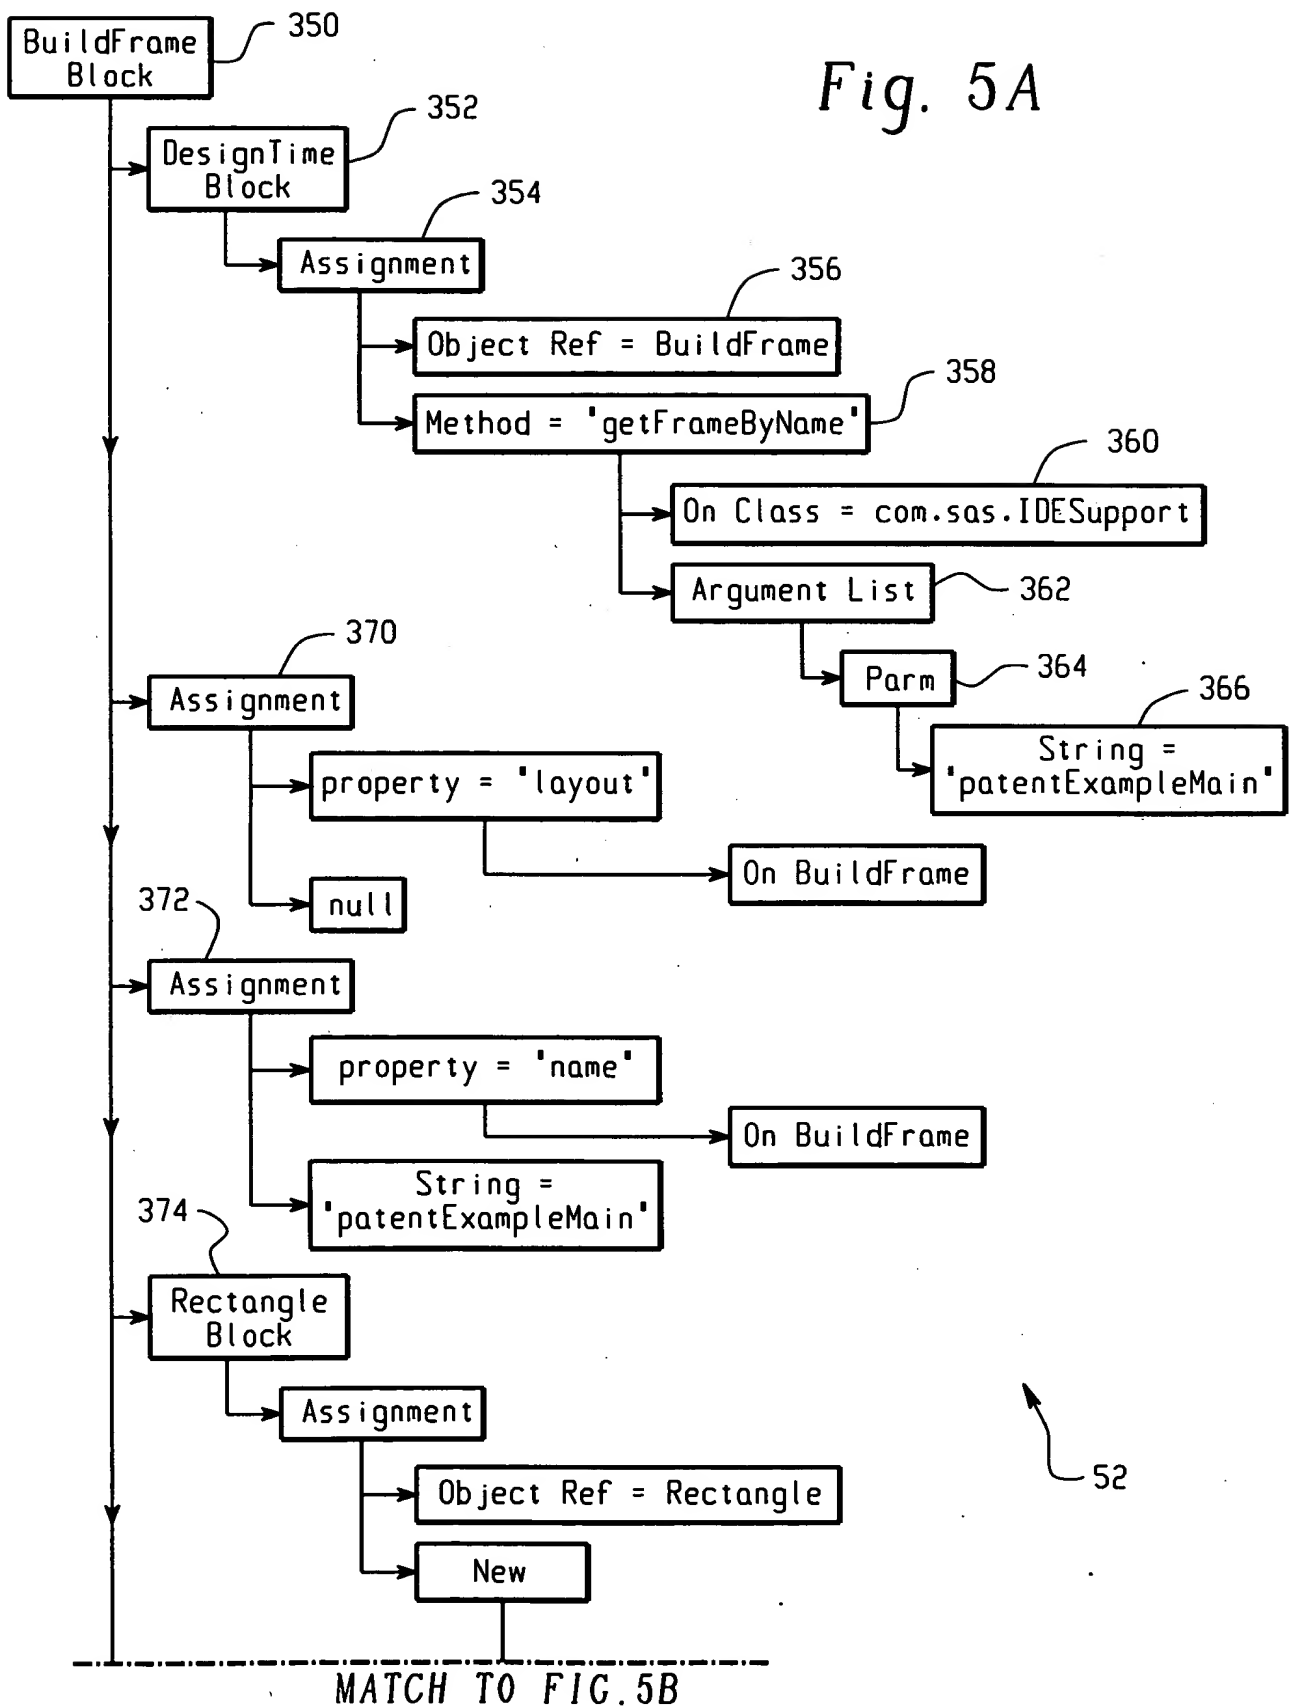 BuildFrame
Block
350
Fig. 5A
DesignTime
Block
352
Assignment
354
Object Ref = BuildFrame
356
Method = 'getFrameByName'
358
On Class = com.sas.IDESupport
360
Argument List
362
Parm
364
String =
'patentExampleMain'
366
Assignment
370
property = 'layout'
On BuildFrame
null
372
Assignment
property = 'name'
On BuildFrame
String =
'patentExampleMain'
374
Rectangle
Block
Assignment
Object Ref = Rectangle
New
52
MATCH TO FIG.5B